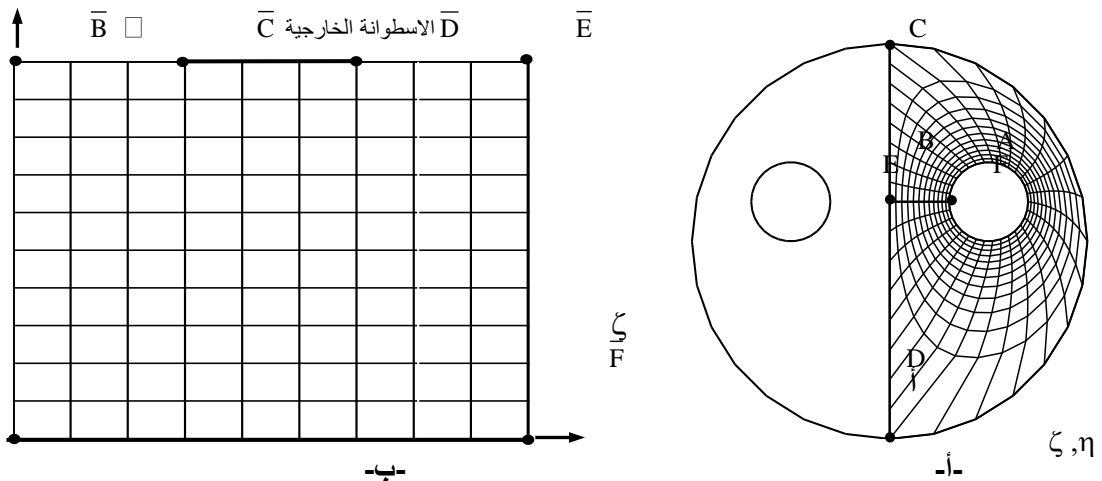 B̅ □ C̅ الاسطوانة الخارجية D̅ E̅
C
B A
E F
ζ
F̅
D
أ
ζ ,η
-ب-
-أ-